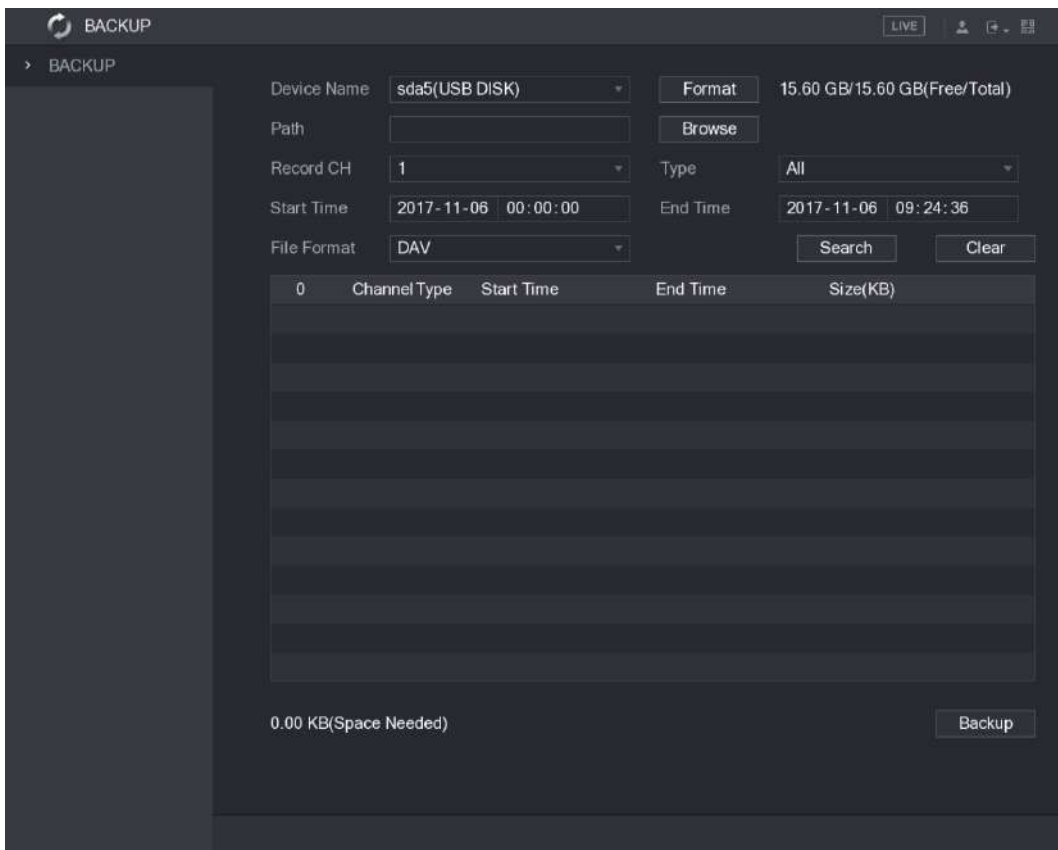 BACKUP
LIVE
> BACKUP
Device Name sda5(USB DISK) Format 15.60 GB/15.60 GB(Free/Total)
Path Browse
Record CH 1 Type All
Start Time 2017-11-06 00:00:00 End Time 2017-11-06 09:24:36
File Format DAV Search Clear
0 Channel Type Start Time End Time Size(KB)
0.00 KB(Space Needed) Backup